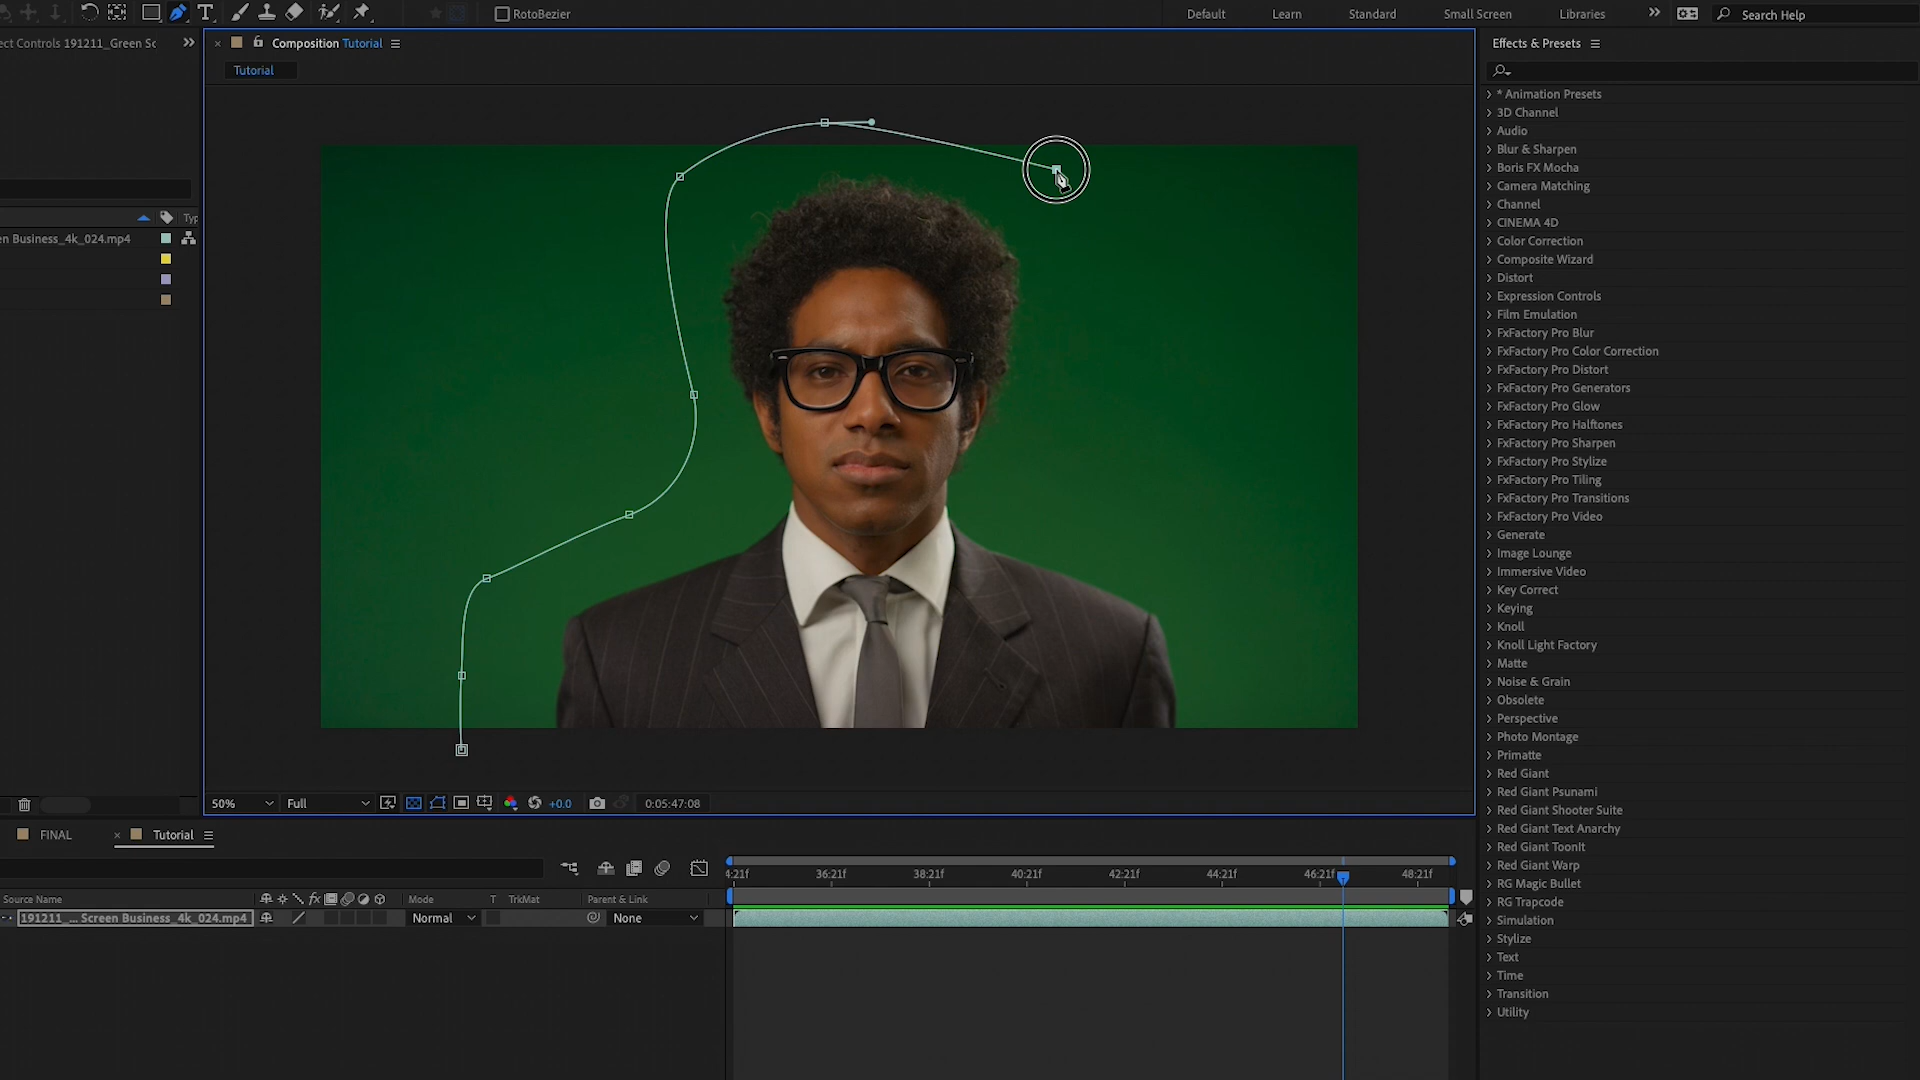 RotoBezier
Default
Learn
Standard
Small Screen
Libraries
Search Help
ect Controls 191211_Green Sc
Composition Tutorial
Tutorial
Effects & Presets
* Animation Presets
3D Channel
Audio
Blur & Sharpen
Boris FX Mocha
Camera Matching
Channel
CINEMA 4D
Color Correction
Composite Wizard
Distort
Expression Controls
Film Emulation
FxFactory Pro Blur
FxFactory Pro Color Correction
FxFactory Pro Distort
FxFactory Pro Generators
FxFactory Pro Glow
FxFactory Pro Halftones
FxFactory Pro Sharpen
FxFactory Pro Stylize
FxFactory Pro Tiling
FxFactory Pro Transitions
FxFactory Pro Video
Generate
Image Lounge
Immersive Video
Key Correct
Keying
Knoll
Knoll Light Factory
Matte
Noise & Grain
Obsolete
Perspective
Photo Montage
Primatte
Red Giant
Red Giant Psunami
Red Giant Shooter Suite
Red Giant Text Anarchy
Red Giant ToonIt
Red Giant Warp
RG Magic Bullet
RG Trapcode
Simulation
Stylize
Text
Time
Transition
Utility
Typ
en Business_4k_024.mp4
50%
Full
+0.0
0:05:47:08
FINAL
Tutorial
4:21f
36:21f
38:21f
40:21f
42:21f
44:21f
46:21f
48:21f
Source Name
fx
Mode
T
TrkMat
Parent & Link
191211_... Screen Business_4k_024.mp4
Normal
None